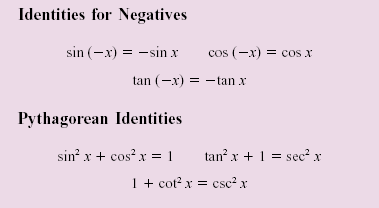 Identities for Negatives
sin (−x) = −sin x cos (−x) = cos x
tan (−x) = −tan x
Pythagorean Identities
sin² x + cos² x = 1 tan² x + 1 = sec² x
1 + cot² x = csc² x